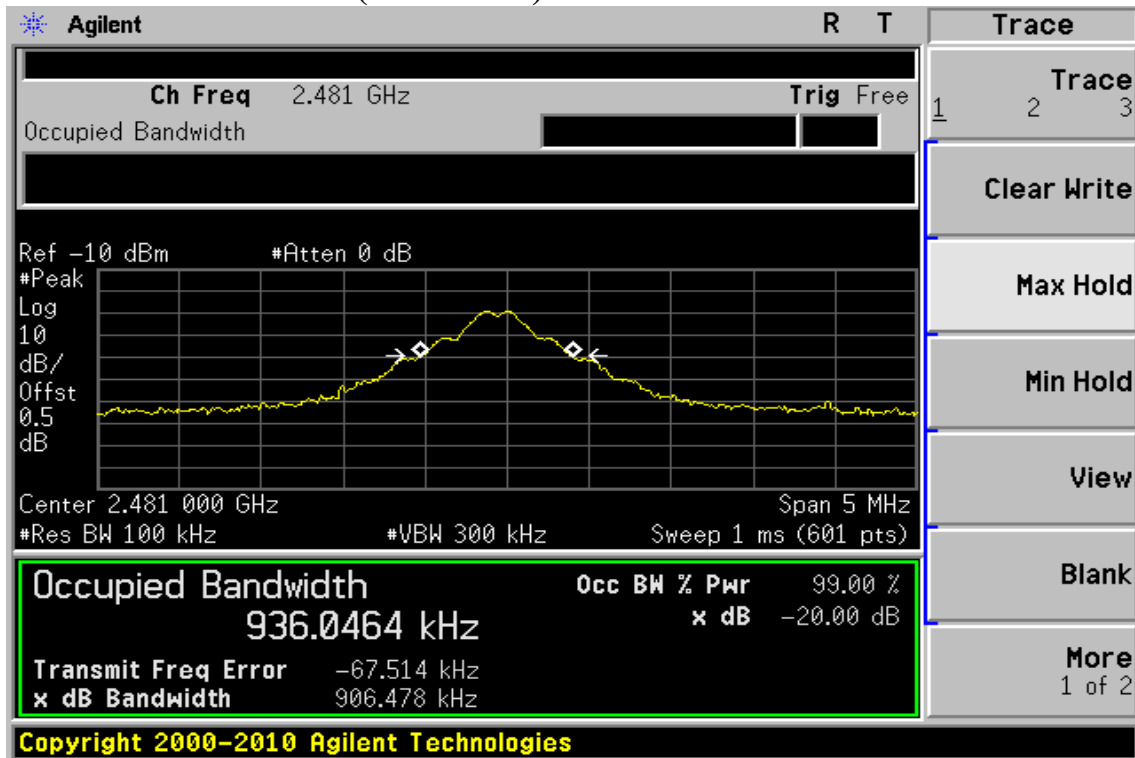 Agilent R T Trace
Ch Freq 2.481 GHz Trig Free
Occupied Bandwidth
Trace
1 2 3
Clear Write
Max Hold
Min Hold
View
Blank
More
1 of 2
Ref -10 dBm #Atten 0 dB
#Peak
Log
10
dB/
Offst
0.5
dB
Center 2.481 000 GHz Span 5 MHz
#Res BW 100 kHz #VBW 300 kHz Sweep 1 ms (601 pts)
Occupied Bandwidth Occ BW % Pwr 99.00 %
936.0464 kHz x dB -20.00 dB
Transmit Freq Error -67.514 kHz
x dB Bandwidth 906.478 kHz
Copyright 2000-2010 Agilent Technologies